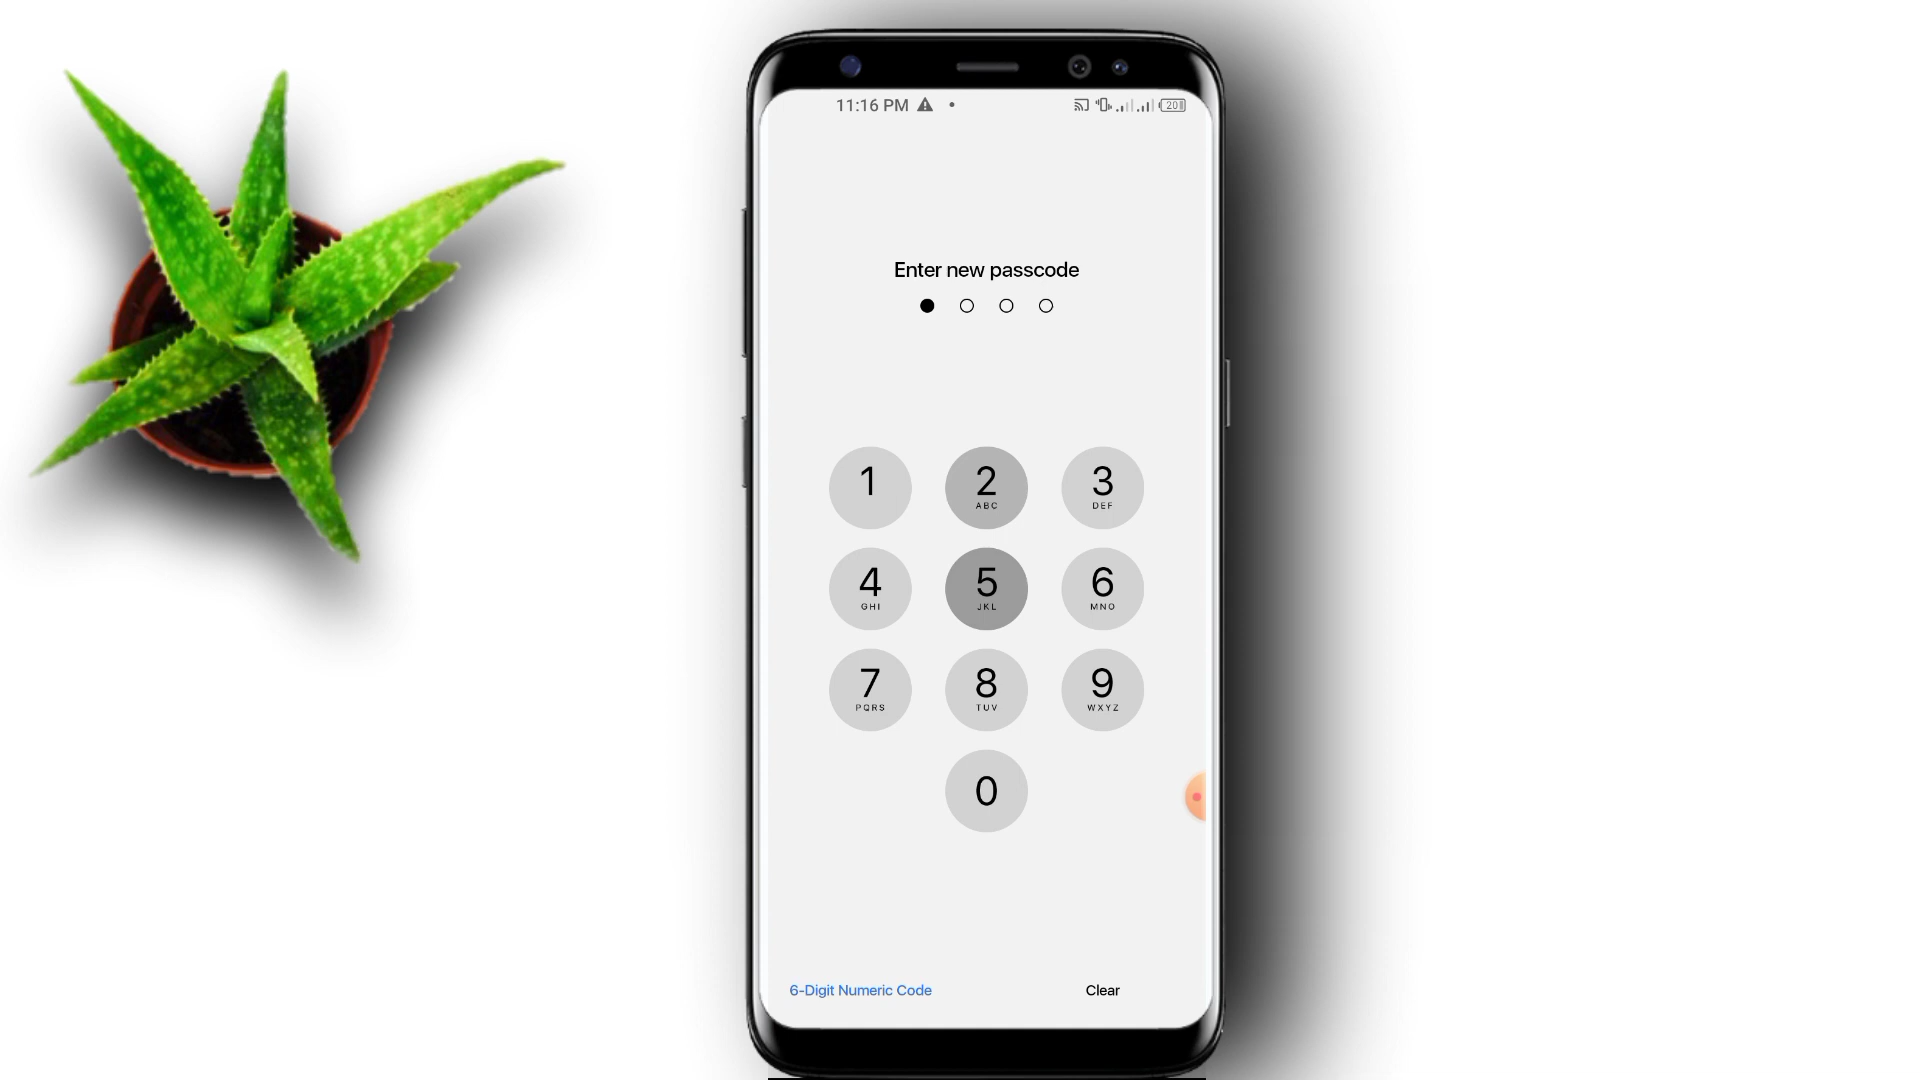 11:16 PM
20
Enter new passcode
1
2
ABC
3
DEF
4
GHI
5
JKL
6
MNO
7
PQRS
8
TUV
9
WXYZ
0
6-Digit Numeric Code
Clear